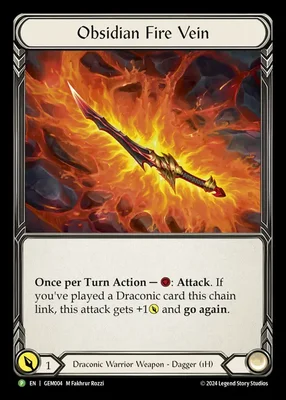 Obsidian Fire Vein
Once per Turn Action — : Attack. If
you've played a Draconic card this chain
link, this attack gets +1 and go again.
1
Draconic Warrior Weapon - Dagger (1H)
P EN | GEM004 M Fakhrur Rozzi
© 2024 Legend Story Studios